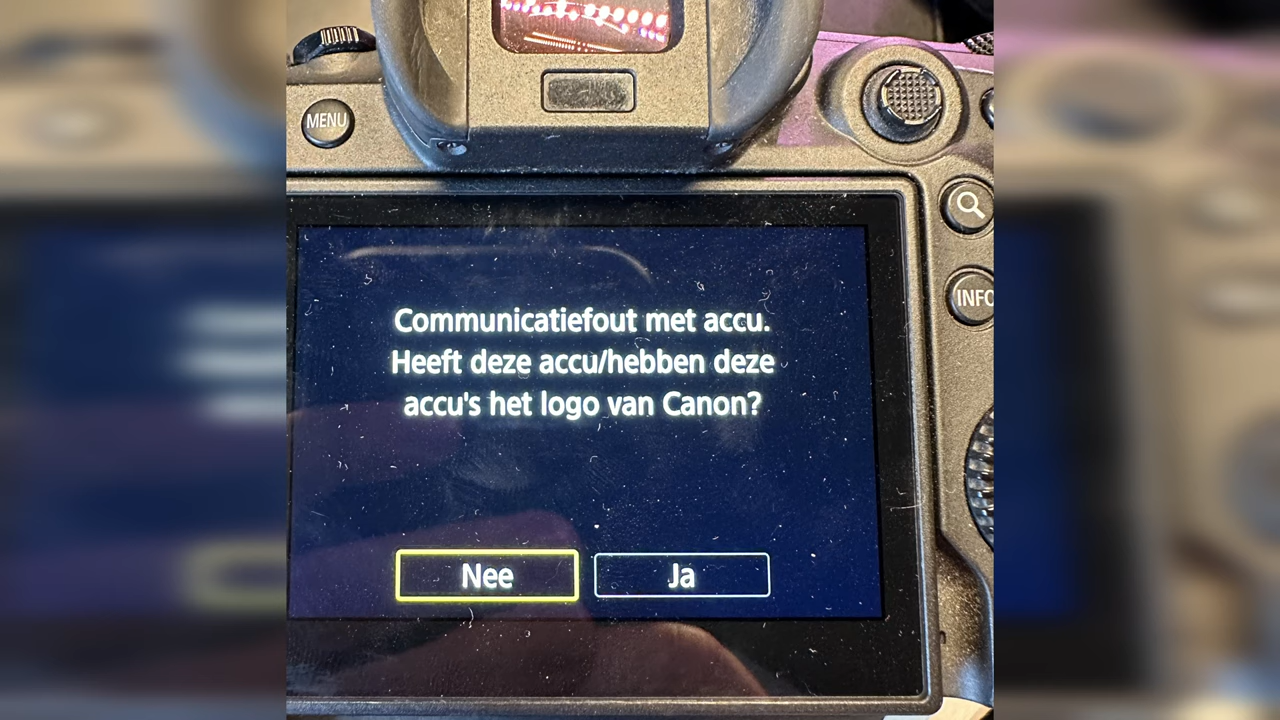 MENU
INFO
Communicatiefout met accu.
Heeft deze accu/hebben deze
accu's het logo van Canon?
Nee
Ja